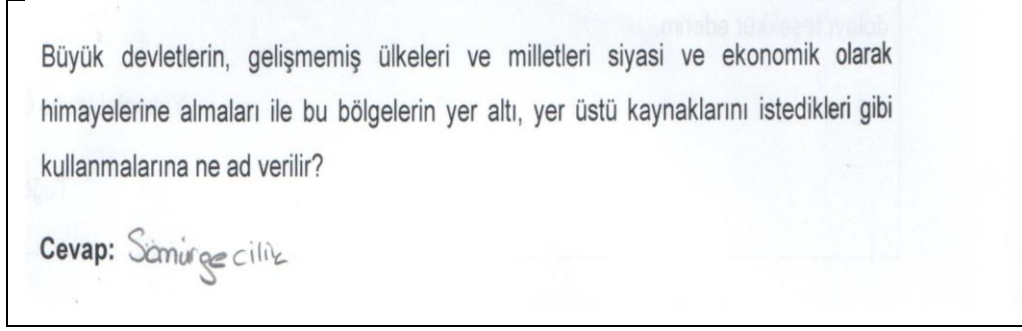 Büyük devletlerin, gelişmemiş ülkeleri ve milletleri siyasi ve ekonomik olarak
himayelerine almaları ile bu bölgelerin yer altı, yer üstü kaynaklarını istedikleri gibi
kullanmalarına ne ad verilir?
Cevap: Sömürgecilik